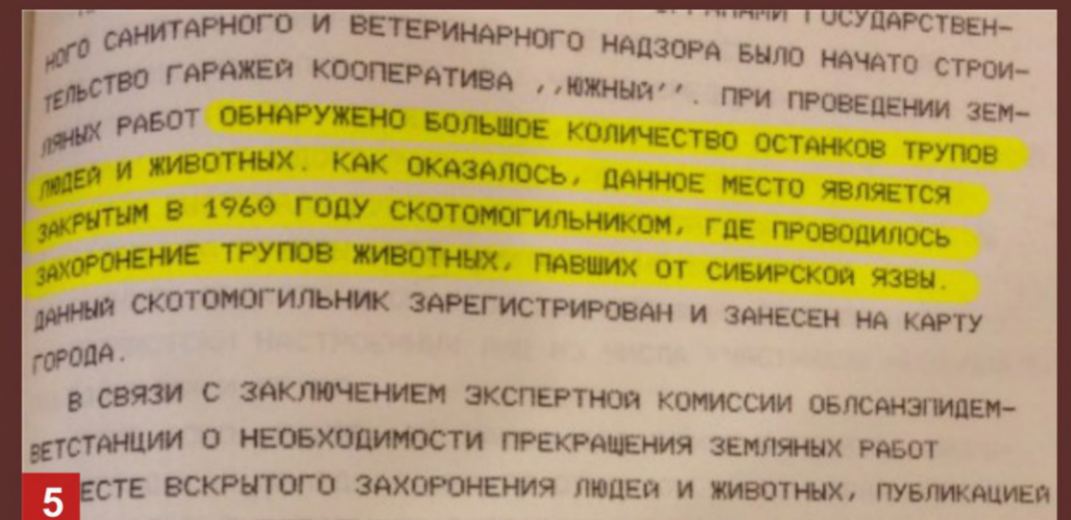 ГОСУДАРСТВЕН-
НОГО САНИТАРНОГО И ВЕТЕРИНАРНОГО НАДЗОРА БЫЛО НАЧАТО СТРОИ-
ТЕЛЬСТВО ГАРАЖЕЙ КООПЕРАТИВА ,,ЮЖНЫЙ''. ПРИ ПРОВЕДЕНИИ ЗЕМ-
ЛЯНЫХ РАБОТ ОБНАРУЖЕНО БОЛЬШОЕ КОЛИЧЕСТВО ОСТАНКОВ ТРУПОВ
ЛЮДЕЙ И ЖИВОТНЫХ. КАК ОКАЗАЛОСЬ, ДАННОЕ МЕСТО ЯВЛЯЕТСЯ
ЗАКРЫТЫМ В 1960 ГОДУ СКОТОМОГИЛЬНИКОМ, ГДЕ ПРОВОДИЛОСЬ
ЗАХОРОНЕНИЕ ТРУПОВ ЖИВОТНЫХ, ПАВШИХ ОТ СИБИРСКОЙ ЯЗВЫ.
ДАННЫЙ СКОТОМОГИЛЬНИК ЗАРЕГИСТРИРОВАН И ЗАНЕСЕН НА КАРТУ
ГОРОДА.
В СВЯЗИ С ЗАКЛЮЧЕНИЕМ ЭКСПЕРТНОЙ КОМИССИИ ОБЛСАНЭПИДЕМ-
ВЕТСТАНЦИИ О НЕОБХОДИМОСТИ ПРЕКРАЩЕНИЯ ЗЕМЛЯНЫХ РАБОТ
ЕСТЕ ВСКРЫТОГО ЗАХОРОНЕНИЯ ЛЮДЕЙ И ЖИВОТНЫХ, ПУБЛИКАЦИЕЙ
5